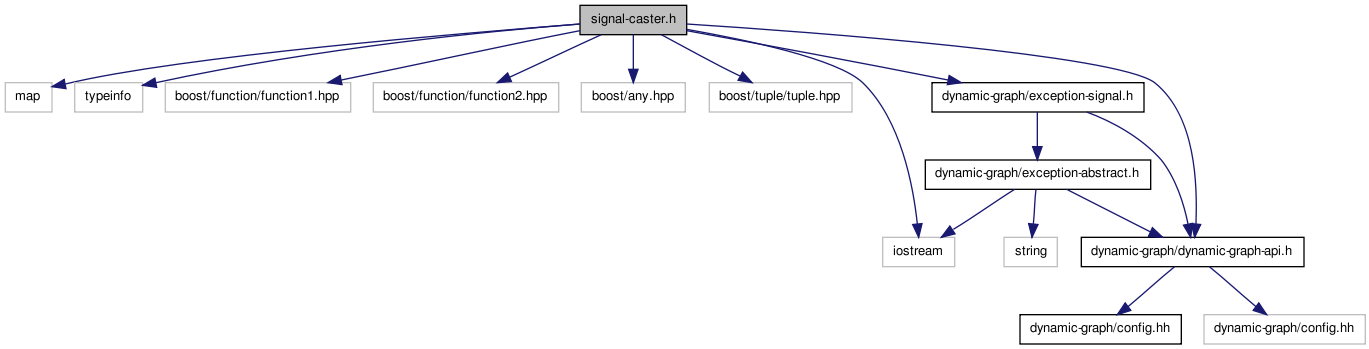 signal-caster.h
map
typeinfo
boost/function/function1.hpp
boost/function/function2.hpp
boost/any.hpp
boost/tuple/tuple.hpp
dynamic-graph/exception-signal.h
dynamic-graph/exception-abstract.h
iostream
string
dynamic-graph/dynamic-graph-api.h
dynamic-graph/config.hh
dynamic-graph/config.hh